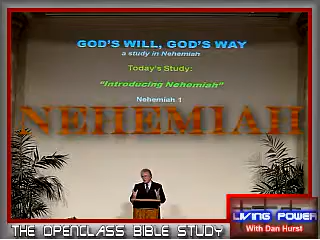 GOD'S WILL, GOD'S WAY
a study in Nehemiah
Today's Study:
"Introducing Nehemiah"
Nehemiah 1
NEHEMIAH
LIVING POWER
With Dan Hurst
THE OPENCLASS BIBLE STUDY